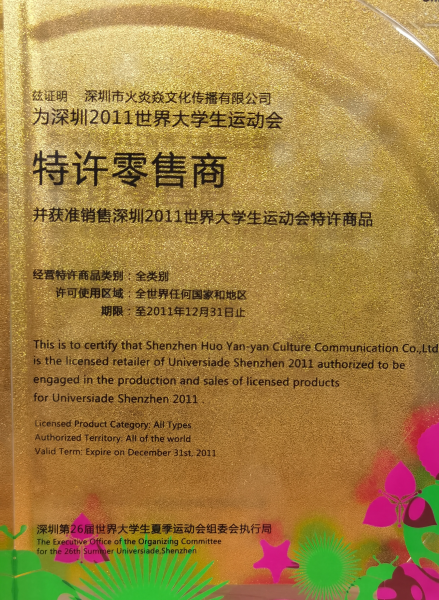 兹证明 深圳市火炎焱文化传播有限公司
为深圳2011世界大学生运动会
特许零售商
并获准销售深圳2011世界大学生运动会特许商品
经营特许商品类别：全类别
许可使用区域：全世界任何国家和地区
期限：至2011年12月31日止
This is to certify that Shenzhen Huo Yan-yan Culture Communication Co.,Ltd
is the licensed retailer of Universiade Shenzhen 2011 authorized to be
engaged in the production and sales of licensed products
for Universiade Shenzhen 2011 .
Licensed Product Category: All Types
Authorized Territory: All of the world
Valid Term: Expire on December 31st, 2011
深圳第26届世界大学生夏季运动会组委会执行局
The Executive Office of the Organizing Committee
for the 26th Summer Universiade,Shenzhen